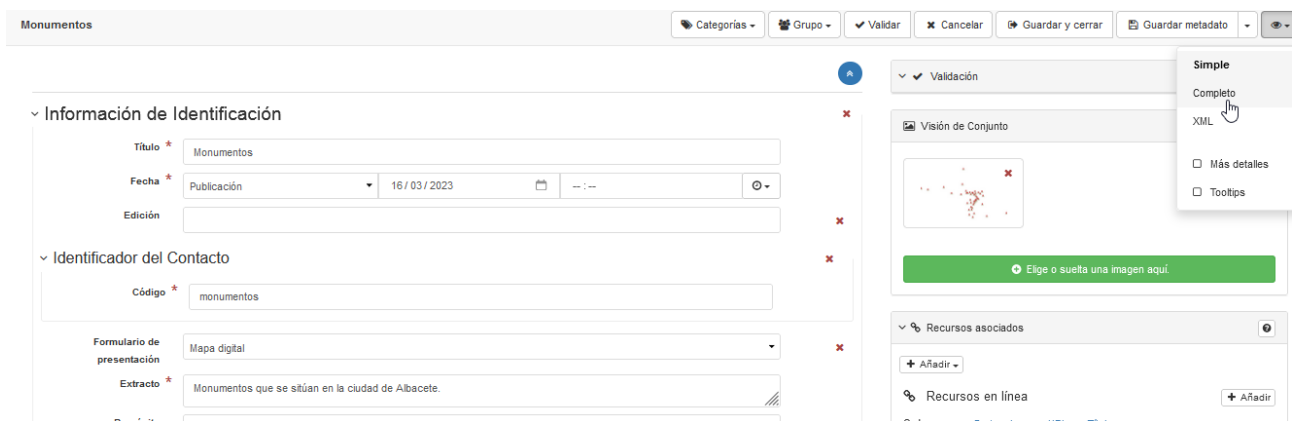 Monumentos
Categorías
Grupo
Validar
Cancelar
Guardar y cerrar
Guardar metadato
Simple
Completo
XML
Más detalles
Tooltips
Información de Identificación
Título *
Monumentos
Fecha *
Publicación
16 / 03 / 2023
-- : --
Edición
Identificador del Contacto
Código *
monumentos
Formulario de
presentación
Mapa digital
Extracto *
Monumentos que se sitúan en la ciudad de Albacete.
Validación
Visión de Conjunto
Elige o suelta una imagen aquí.
Recursos asociados
+ Añadir
Recursos en línea
+ Añadir